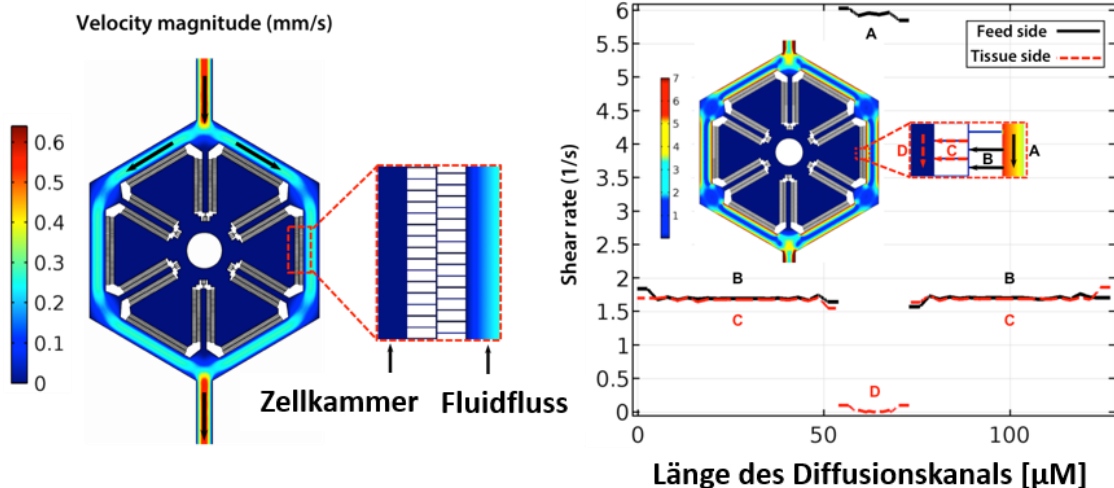 Velocity magnitude (mm/s)
0.6
0.5
0.4
0.3
0.2
0.1
0
Zellkammer
Fluidfluss
Shear rate (1/s)
6
5.5
5
4.5
4
3.5
3
2.5
2
1.5
1
0.5
0
A
Feed side
Tissue side
7
6
5
4
3
2
1
D
C
B
A
B
C
B
C
D
0
50
100
Länge des Diffusionskanals [µM]